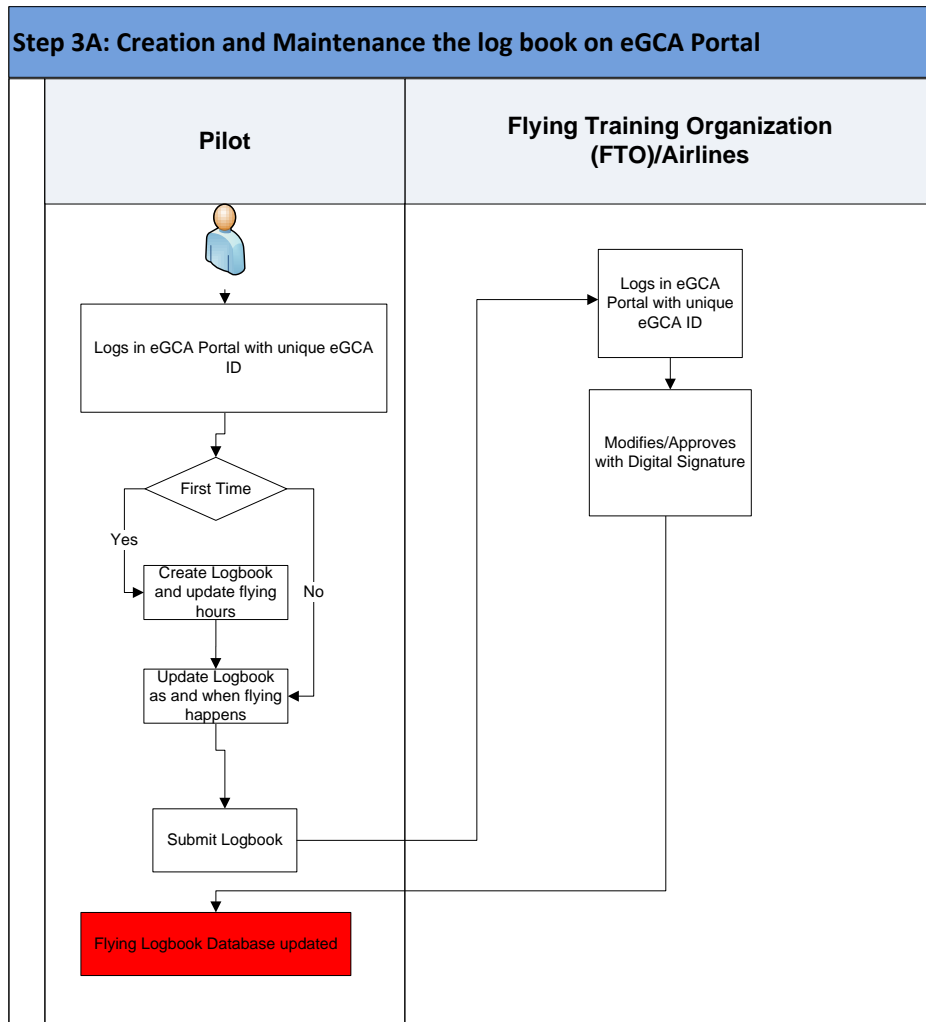 Step 3A: Creation and Maintenance the log book on eGCA Portal
Pilot
Flying Training Organization
(FTO)/Airlines
Logs in eGCA Portal with unique eGCA
ID
First Time
Yes
No
Create Logbook
and update flying
hours
Update Logbook
as and when flying
happens
Submit Logbook
Flying Logbook Database updated
Logs in eGCA
Portal with unique
eGCA ID
Modifies/Approves
with Digital Signature